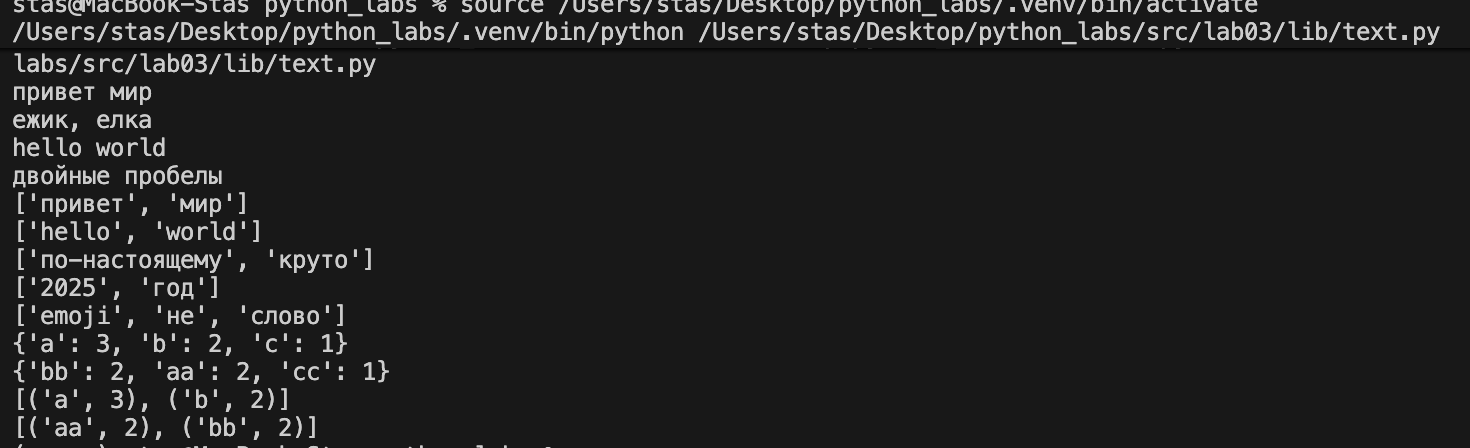 stas@MacBook-Stas python_labs % source /Users/stas/Desktop/python_labs/.venv/bin/activate
/Users/stas/Desktop/python_labs/.venv/bin/python /Users/stas/Desktop/python_labs/src/lab03/lib/text.py
labs/src/lab03/lib/text.py
привет мир
ежик, елка
hello world
двойные пробелы
['привет', 'мир']
['hello', 'world']
['по-настоящему', 'круто']
['2025', 'год']
['emoji', 'не', 'слово']
{'a': 3, 'b': 2, 'c': 1}
{'bb': 2, 'aa': 2, 'cc': 1}
[('a', 3), ('b', 2)]
[('aa', 2), ('bb', 2)]